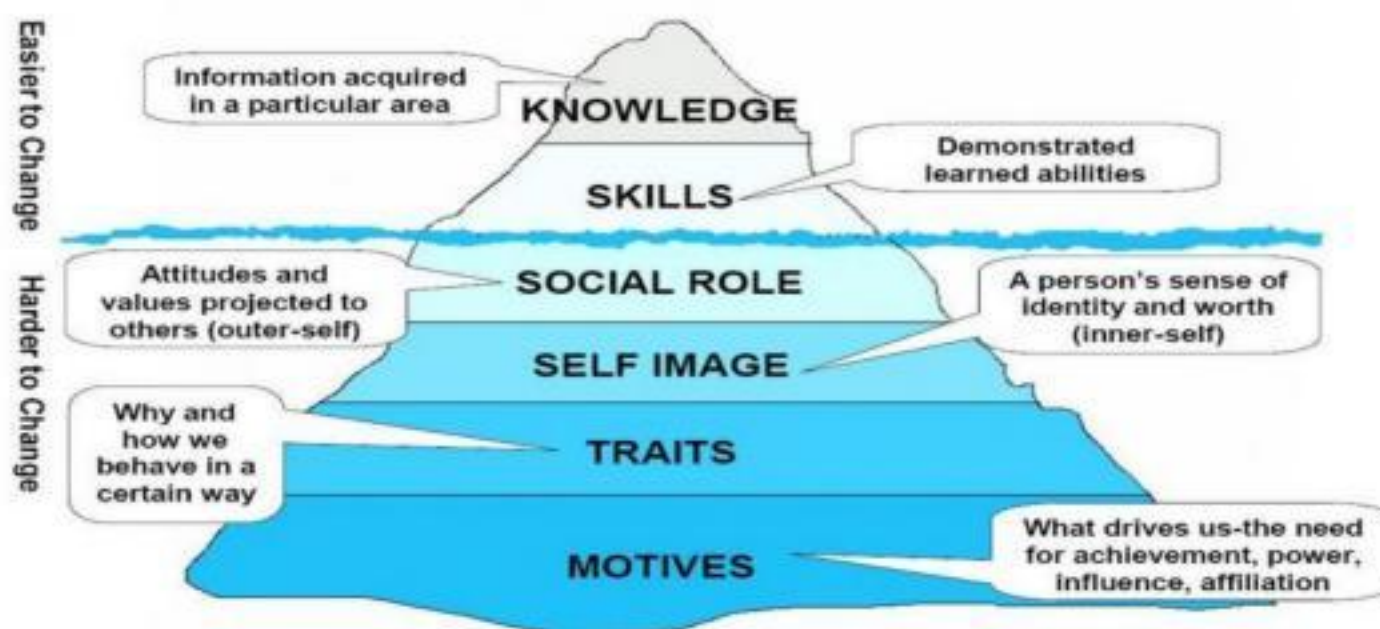 Easier to Change
Information acquired
in a particular area
KNOWLEDGE
Demonstrated
learned abilities
SKILLS
Harder to Change
Attitudes and
values projected to
others (outer-self)
SOCIAL ROLE
A person's sense of
identity and worth
(inner-self)
SELF IMAGE
Why and
how we
behave in a
certain way
TRAITS
What drives us-the need
for achievement, power,
influence, affiliation
MOTIVES